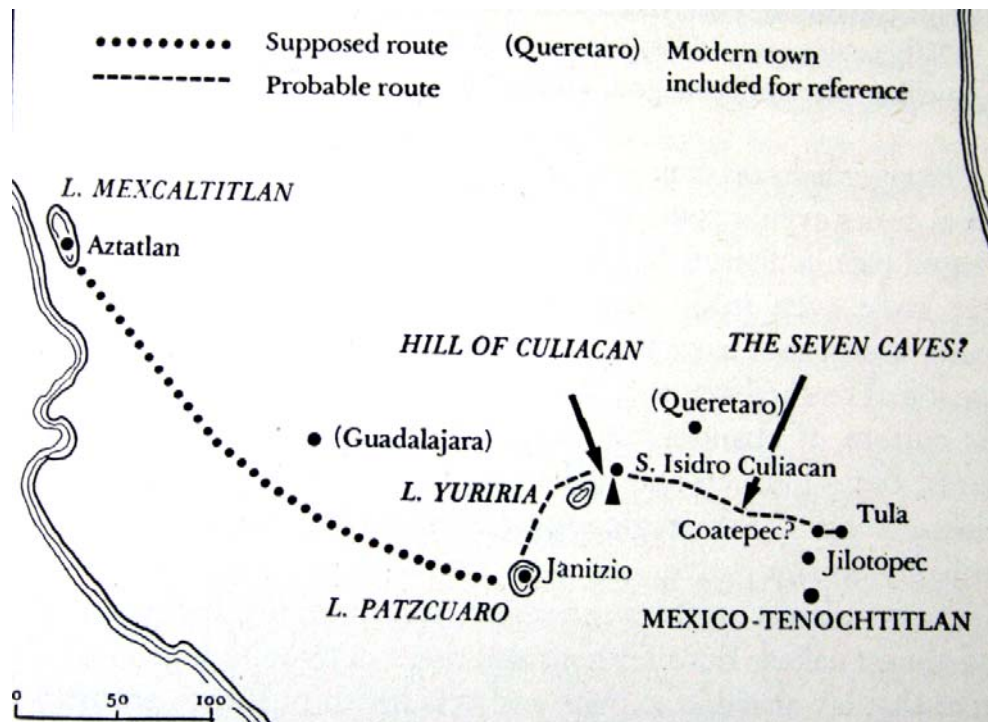 Supposed route
(Queretaro) Modern town
included for reference
Probable route
L. MEXCALTITLAN
Aztatlan
HILL OF CULIACAN
THE SEVEN CAVES?
(Queretaro)
(Guadalajara)
S. Isidro Culiacan
L. YURIRIA
Coatepec?
Tula
Jilotopec
Janitzio
L. PATZCUARO
MEXICO-TENOCHTITLAN
0 50 100